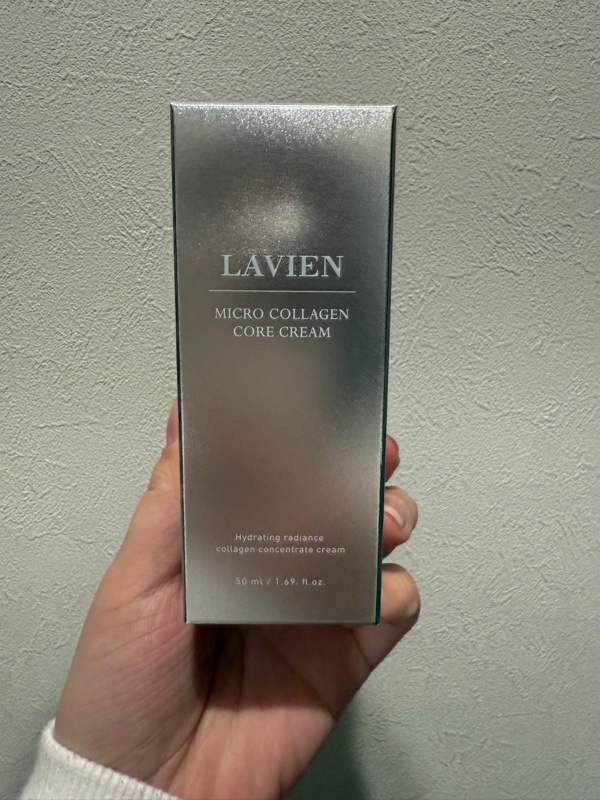 LAVIEN
MICRO COLLAGEN
CORE CREAM
Hydrating radiance
collagen concentrate cream
50 ml / 1.69. fl.oz.